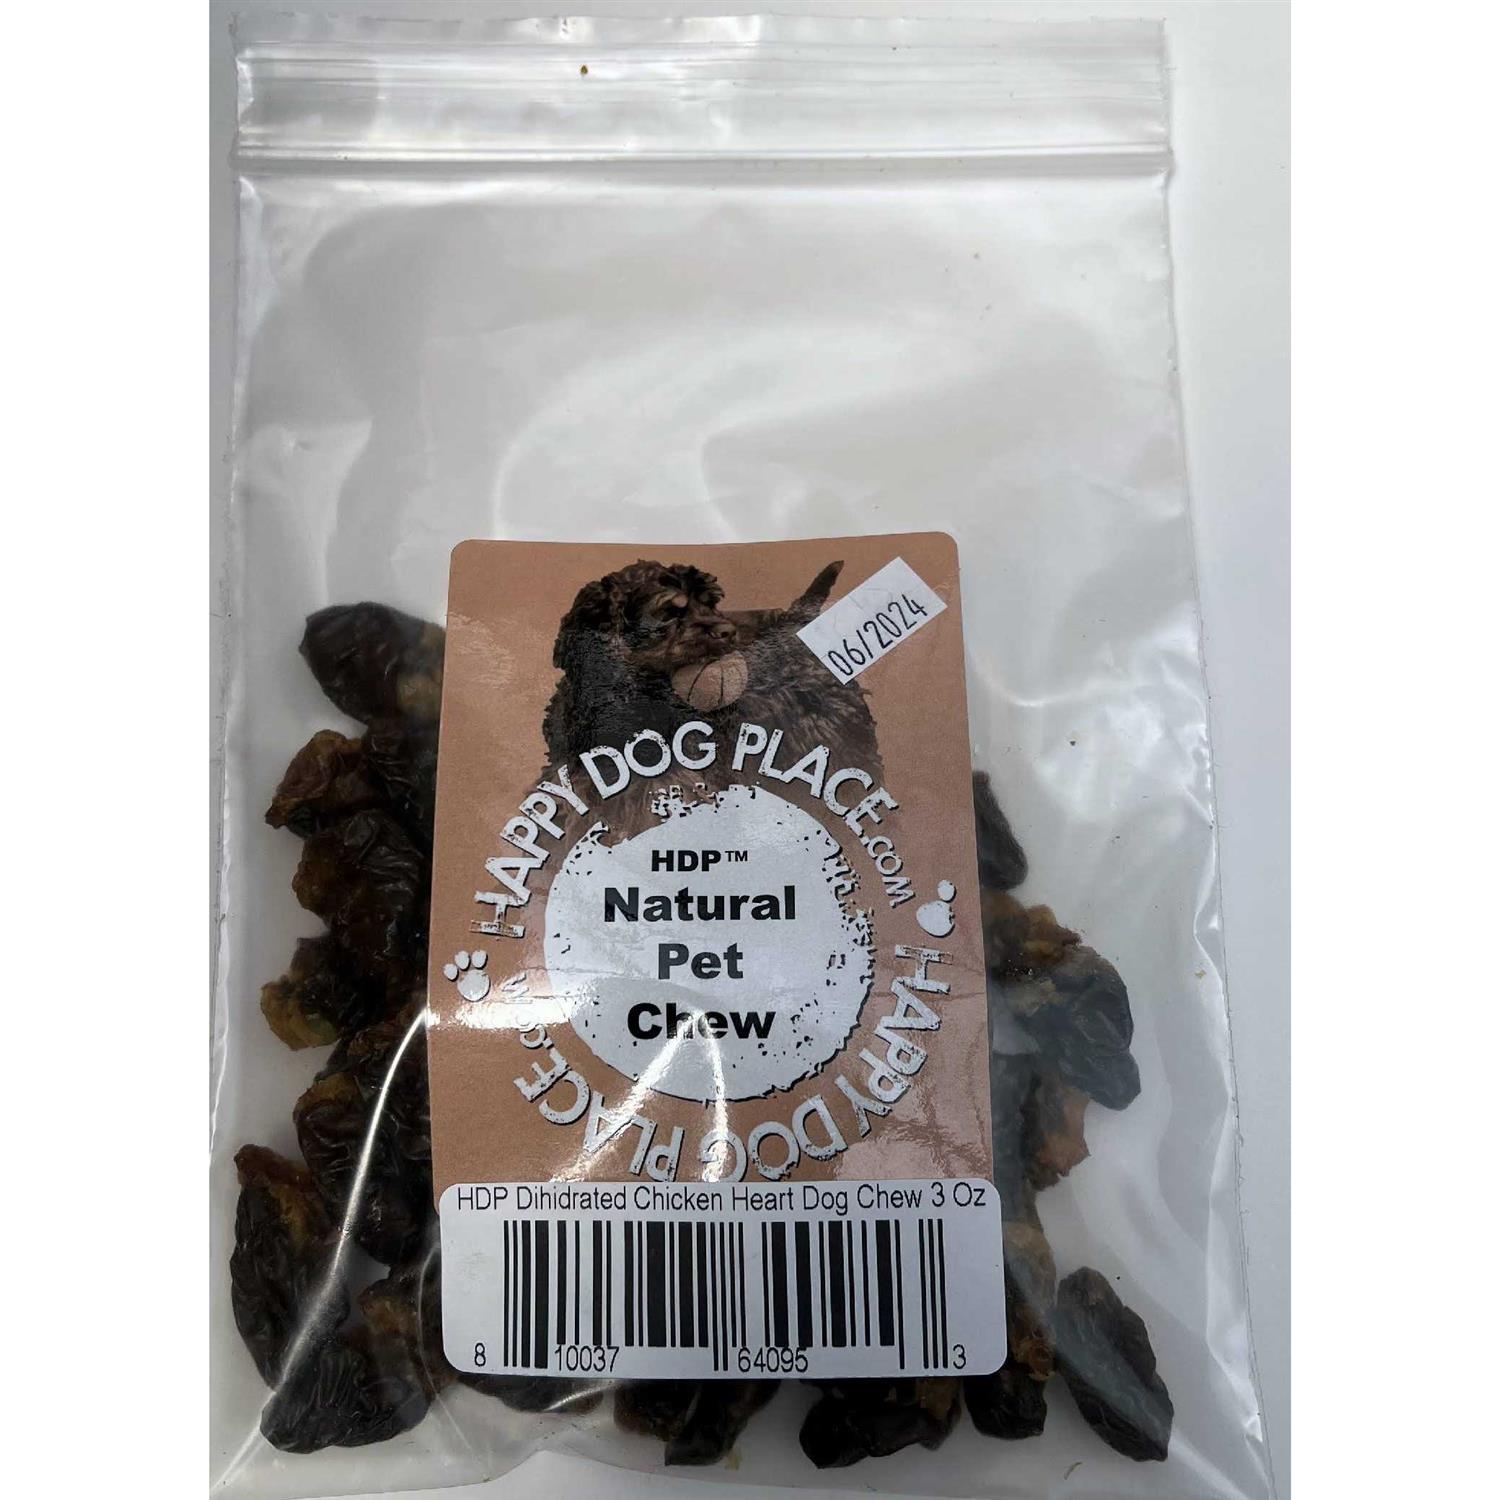 06/2024
HAPPY DOG PLACE.COM
HDP™
Natural
Pet
Chew
HAPPY DOG PLACE.COM
HDP Dihidrated Chicken Heart Dog Chew 3 Oz
8 10037 64095 3